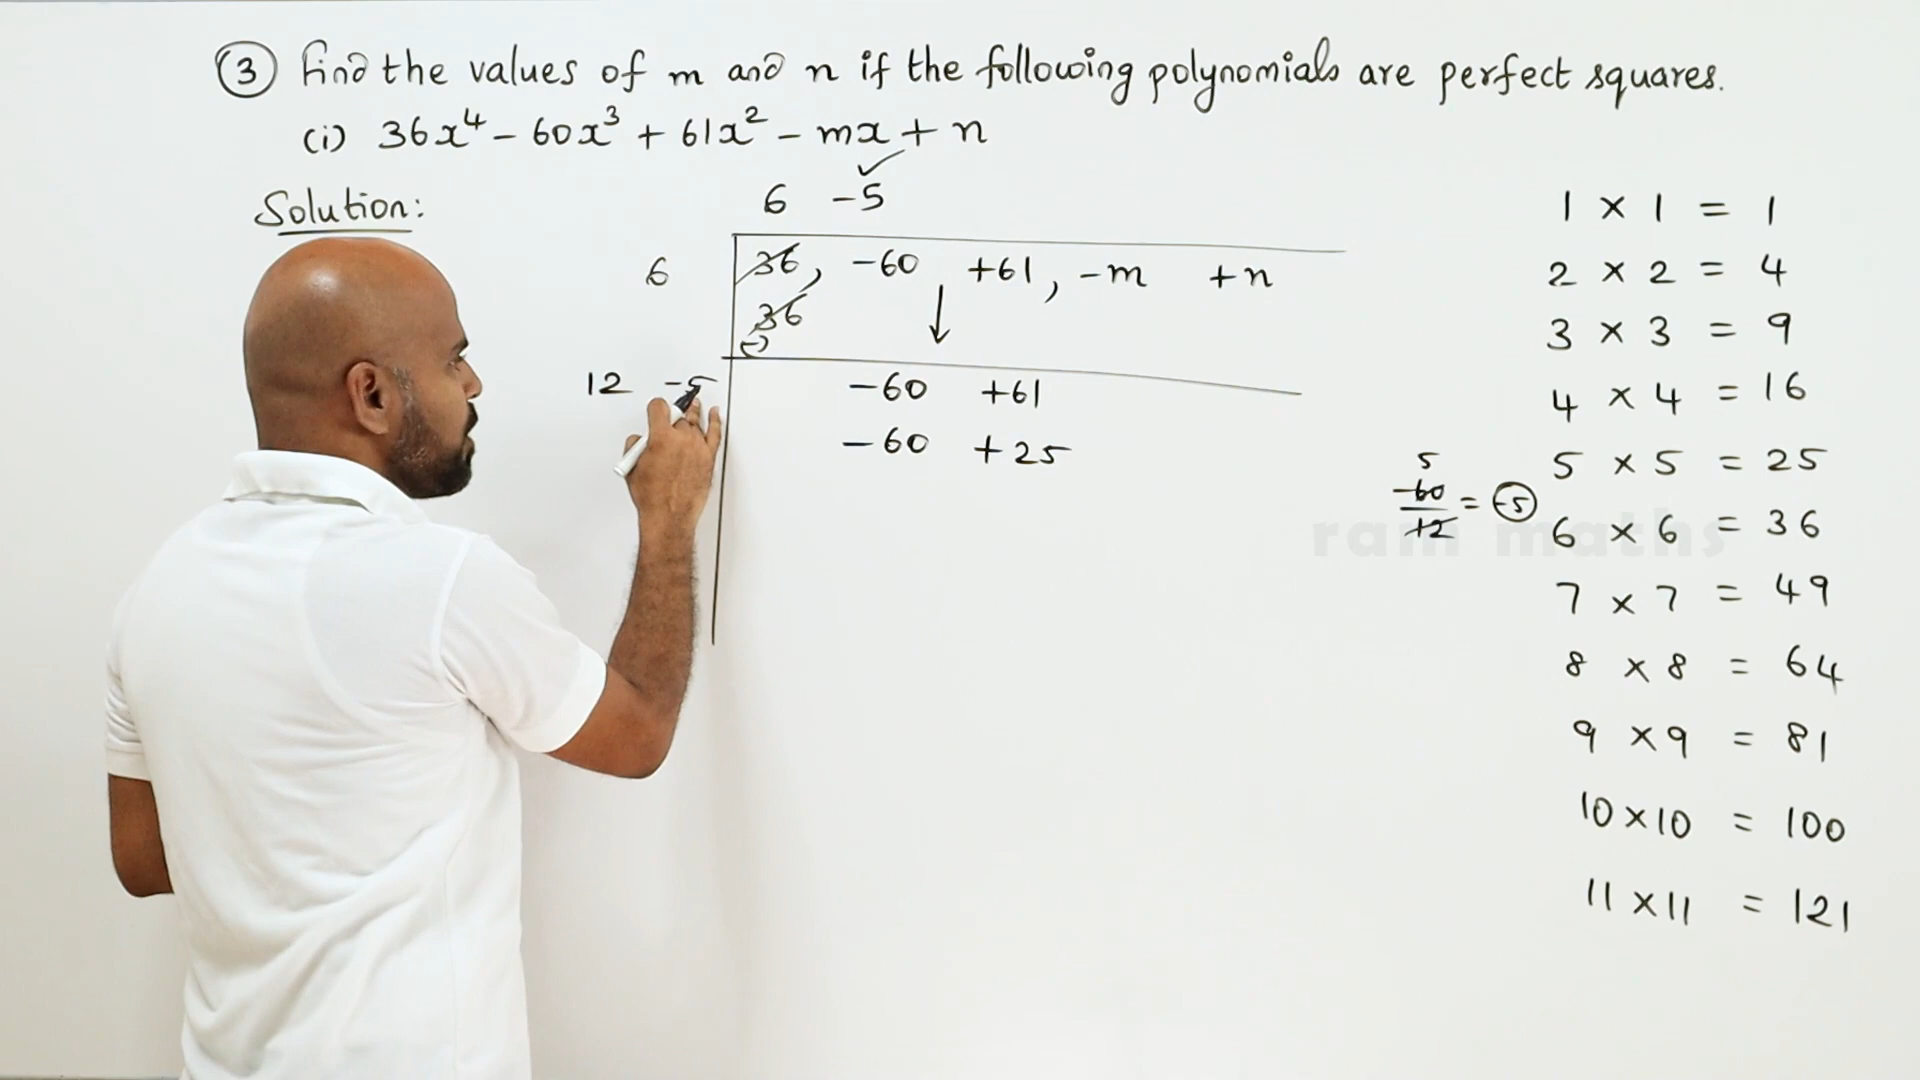 ③ Find the values of m and n if the following polynomials are perfect squares.
(i) 36x⁴ - 60x³ + 61x² - mx + n
Solution:
6 -5
6 36, -60 +61, -m +n
36
(-)
12 -5 -60 +61
-60 +25
5
-60
12 = -5
1 × 1 = 1
2 × 2 = 4
3 × 3 = 9
4 × 4 = 16
5 × 5 = 25
6 × 6 = 36
7 × 7 = 49
8 × 8 = 64
9 × 9 = 81
10 × 10 = 100
11 × 11 = 121
ram maths